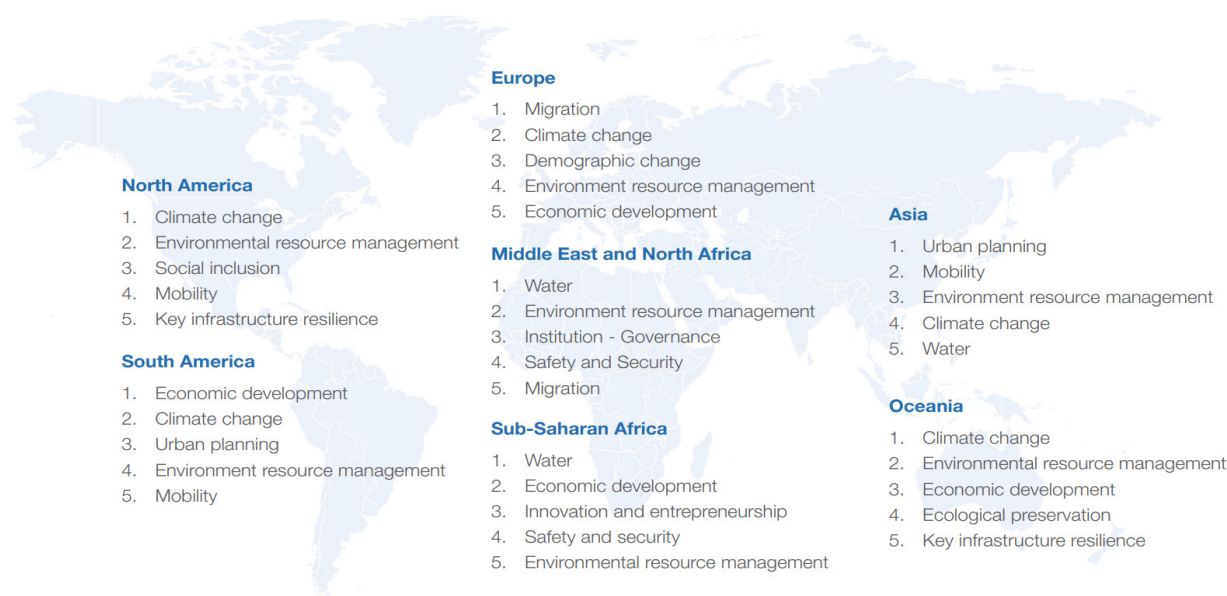 North America
1. Climate change
2. Environmental resource management
3. Social inclusion
4. Mobility
5. Key infrastructure resilience
South America
1. Economic development
2. Climate change
3. Urban planning
4. Environment resource management
5. Mobility
Europe
1. Migration
2. Climate change
3. Demographic change
4. Environment resource management
5. Economic development
Middle East and North Africa
1. Water
2. Environment resource management
3. Institution - Governance
4. Safety and Security
5. Migration
Sub-Saharan Africa
1. Water
2. Economic development
3. Innovation and entrepreneurship
4. Safety and security
5. Environmental resource management
Asia
1. Urban planning
2. Mobility
3. Environment resource management
4. Climate change
5. Water
Oceania
1. Climate change
2. Environmental resource management
3. Economic development
4. Ecological preservation
5. Key infrastructure resilience